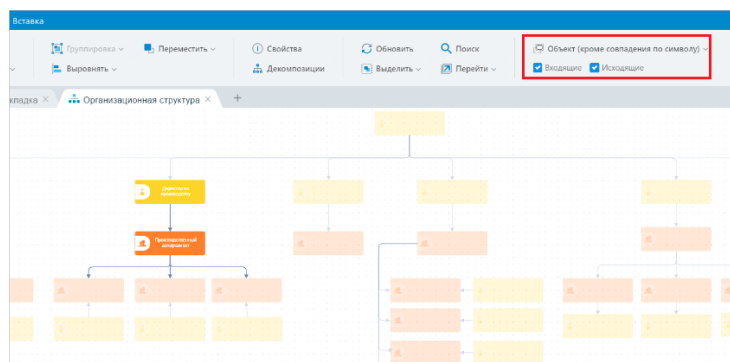 Вставка
Группировка
Переместить
Свойства
Обновить
Поиск
Объект (кроме совпадения по символу)
Выровнять
Декомпозиции
Выделить
Перейти
Входящие
Исходящие
кладка
Организационная структура
Директор по производству
Производственный департамент